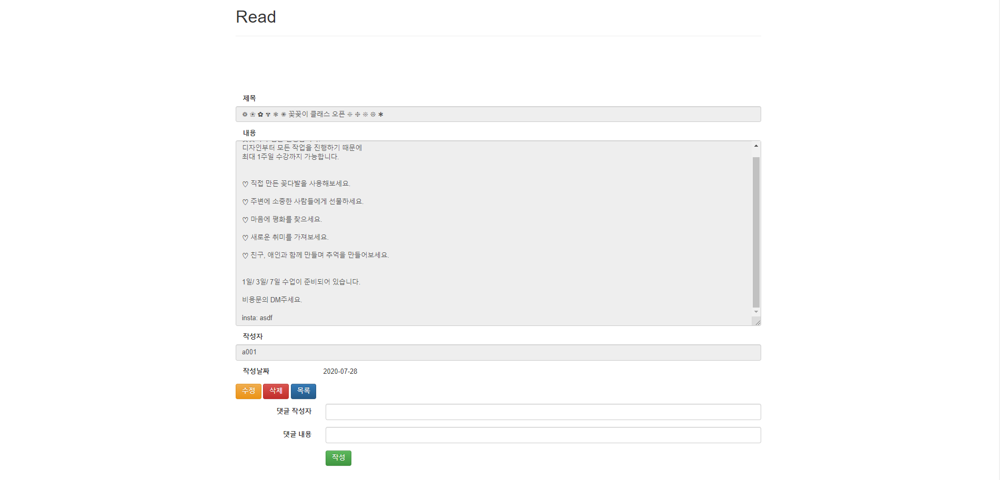 Read
제목
❁ ❀ ✿ ✾ ❃ ✺ 꽃꽂이 클래스 오픈 ❈ ❉ ❊ ❊ ✱
내용
디자인부터 모든 작업을 진행하기 때문에
최대 1주일 수강까지 가능합니다.
♡ 직접 만든 꽃다발을 사용해보세요.
♡ 주변에 소중한 사람들에게 선물하세요.
♡ 마음에 평화를 찾으세요.
♡ 새로운 취미를 가져보세요.
♡ 친구, 애인과 함께 만들며 추억을 만들어보세요.
1일/ 3일/ 7일 수업이 준비되어 있습니다.
비용문의 DM주세요.
insta: asdf
작성자
a001
작성날짜 2020-07-28
수정 삭제 목록
댓글 작성자
댓글 내용
작성